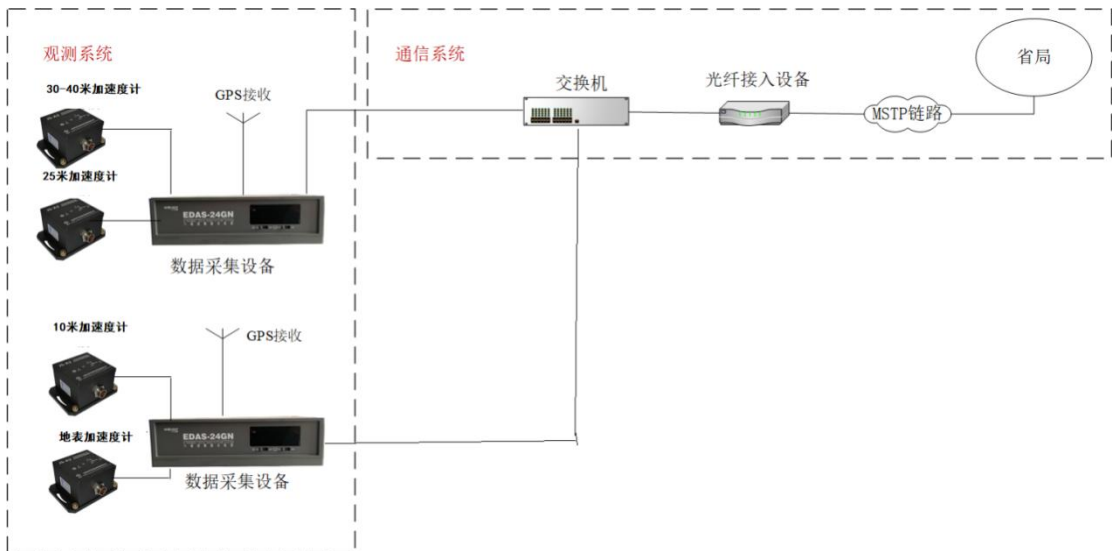 观测系统
30-40米加速度计
GPS接收
25米加速度计
EDAS-24GN
数据采集设备
10米加速度计
GPS接收
地表加速度计
EDAS-24GN
数据采集设备
通信系统
交换机
光纤接入设备
MSTP链路
省局